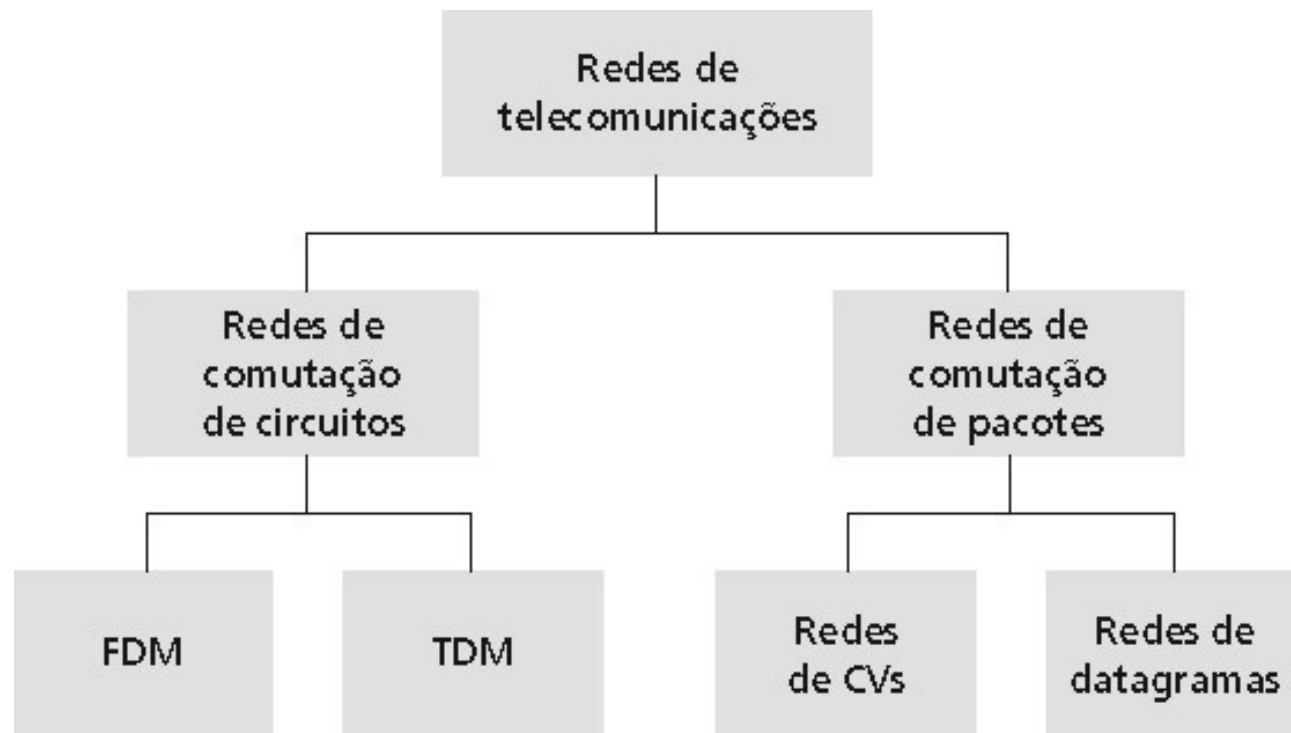 Redes de
telecomunicações
Redes de
comutação
de circuitos
Redes de
comutação
de pacotes
FDM
TDM
Redes
de CVs
Redes de
datagramas